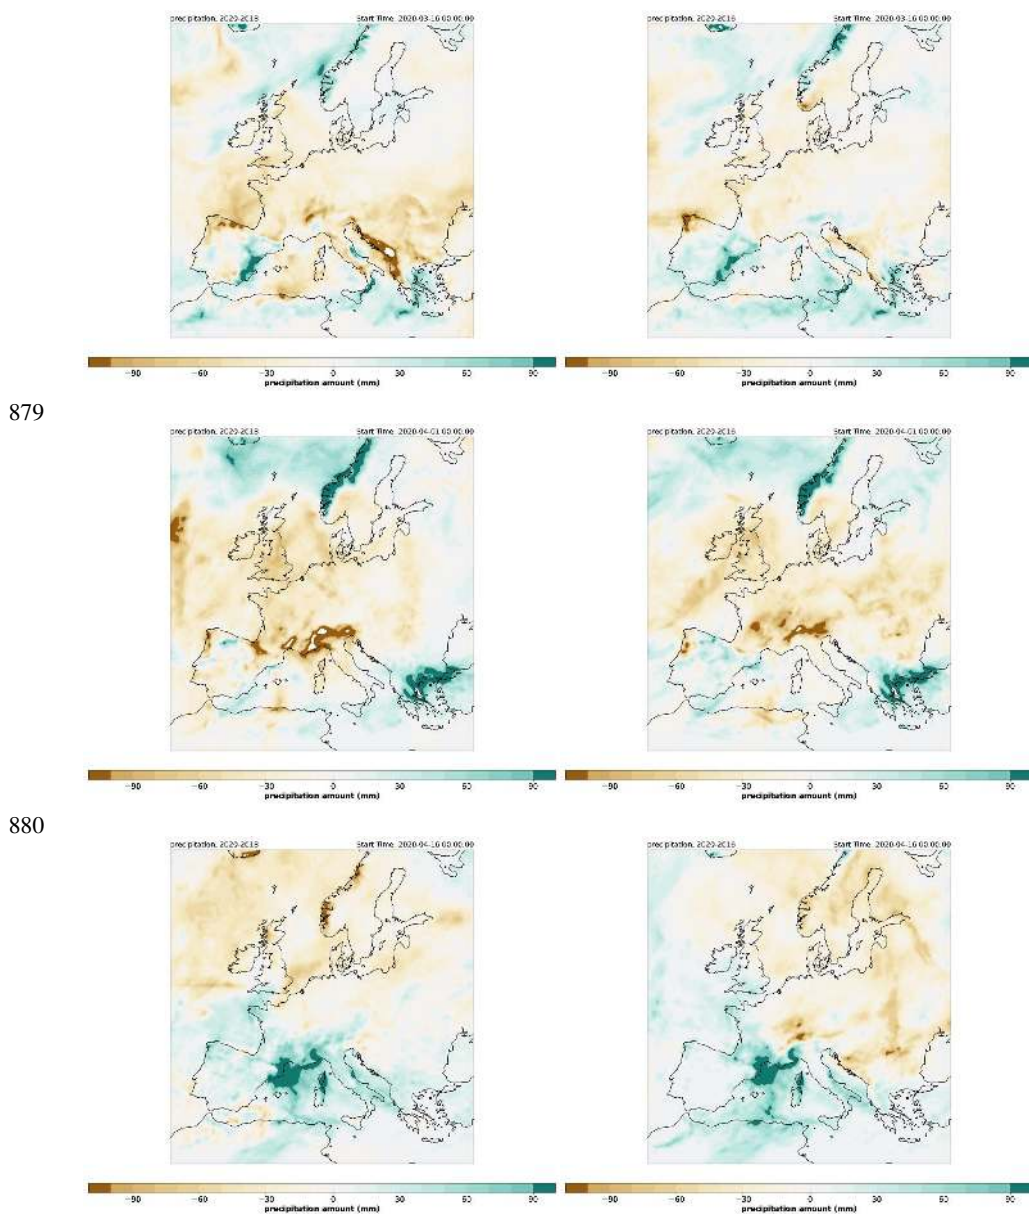 precipitation, 2020-2018 Start Time 2020-03-16 00:00:00 precipitation, 2020-2016 Start Time 2020-03-16 00:00:00
−90 −60 −30 0 30 60 90 −90 −60 −30 0 30 60 90
precipitation amount (mm) precipitation amount (mm)
879
precipitation, 2020-2018 Start Time 2020-04-01 00:00:00 precipitation, 2020-2016 Start Time 2020-04-01 00:00:00
−90 −60 −30 0 30 60 90 −90 −60 −30 0 30 60 90
precipitation amount (mm) precipitation amount (mm)
880
precipitation, 2020-2018 Start Time 2020-04-16 00:00:00 precipitation, 2020-2016 Start Time 2020-04-16 00:00:00
−90 −60 −30 0 30 60 90 −90 −60 −30 0 30 60 90
precipitation amount (mm) precipitation amount (mm)